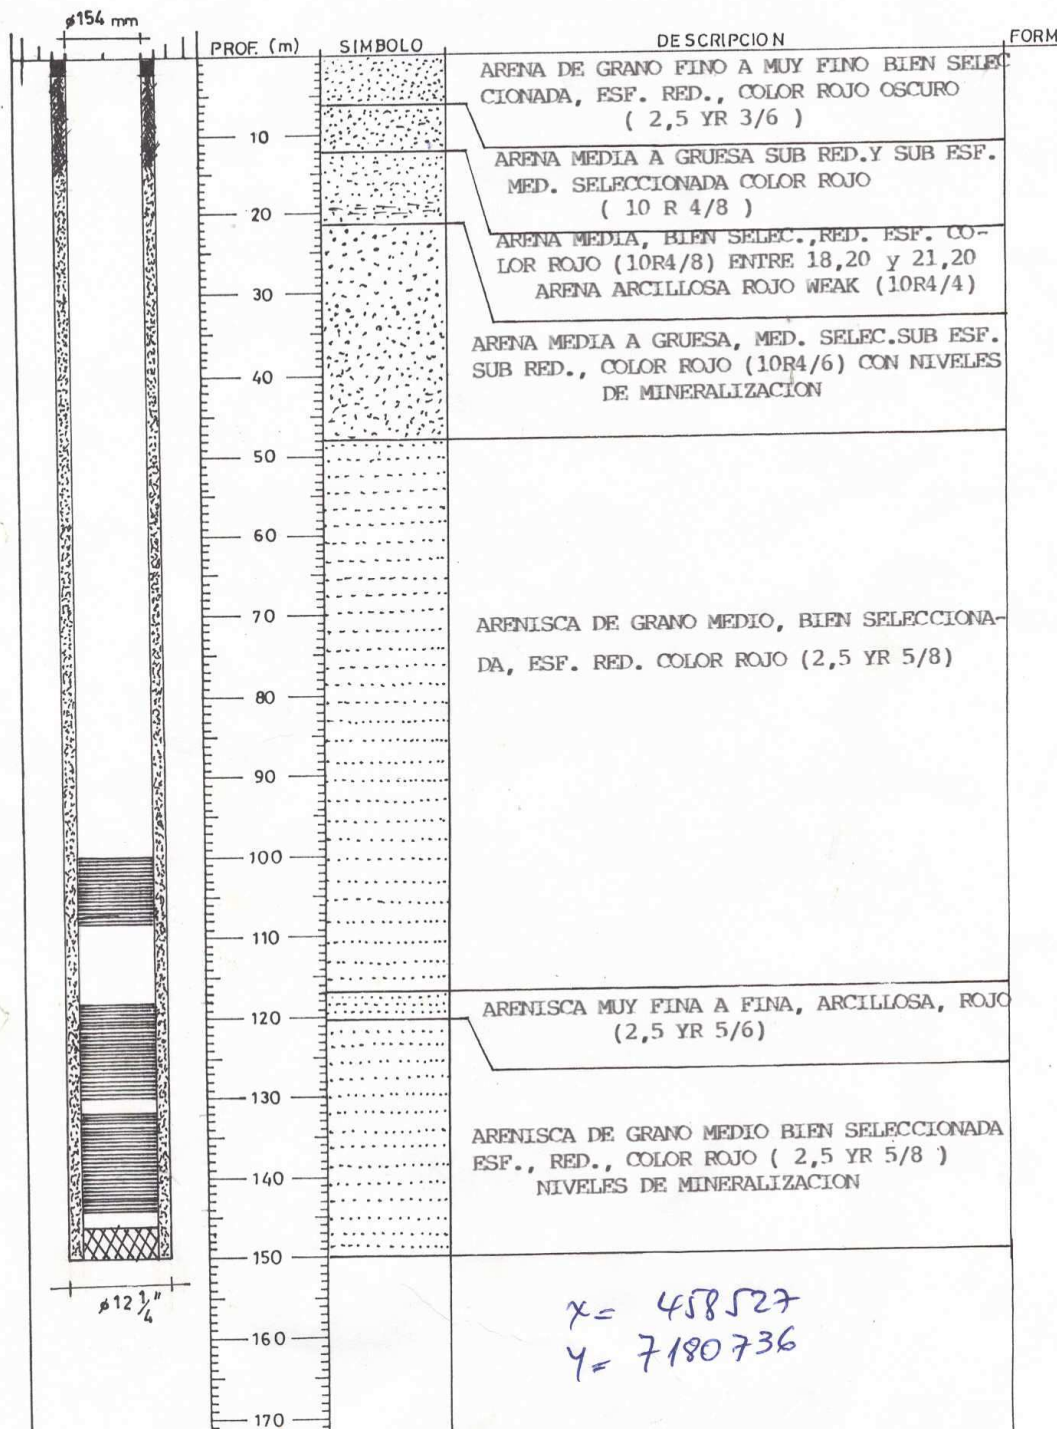 ø154 mm
PROF. (m) SIMBOLO DESCRIPCION FORM
ARENA DE GRANO FINO A MUY FINO BIEN SELEC
CIONADA, ESF. RED., COLOR ROJO OSCURO
( 2,5 YR 3/6 )
10
ARENA MEDIA A GRUESA SUB RED.Y SUB ESF.
MED. SELECCIONADA COLOR ROJO
( 10 R 4/8 )
20
ARENA MEDIA, BIEN SELEC.,RED. ESF. CO-
LOR ROJO (10R4/8) ENTRE 18,20 y 21,20
ARENA ARCILLOSA ROJO WEAK (10R4/4)
30
ARENA MEDIA A GRUESA, MED. SELEC.SUB ESF.
SUB RED., COLOR ROJO (10R4/6) CON NIVELES
DE MINERALIZACION
40
50
60
70
ARENISCA DE GRANO MEDIO, BIEN SELECCIONA-
DA, ESF. RED. COLOR ROJO (2,5 YR 5/8)
80
90
100
110
120
ARENISCA MUY FINA A FINA, ARCILLOSA, ROJO
(2,5 YR 5/6)
130
ARENISCA DE GRANO MEDIO BIEN SELECCIONADA
ESF., RED., COLOR ROJO ( 2,5 YR 5/8 )
NIVELES DE MINERALIZACION
140
150
ø12 1/4"
X= 458527
Y= 7180736
160
170